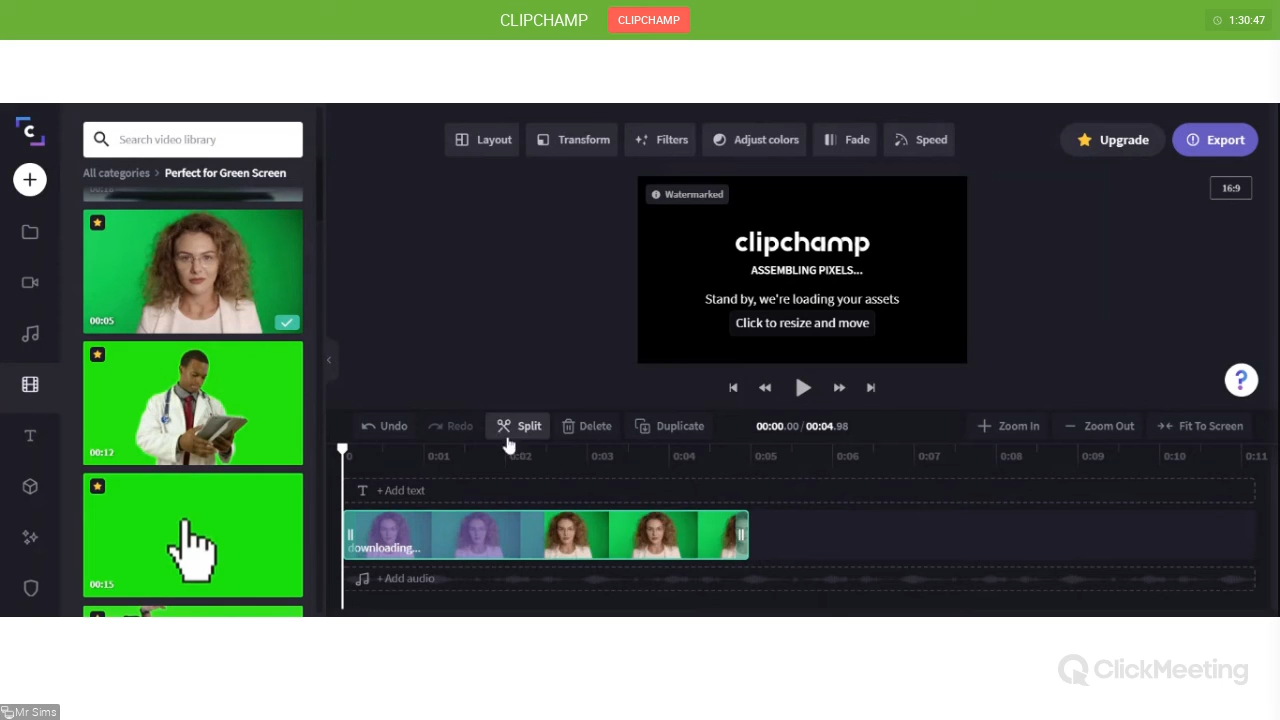 CLIPCHAMP CLIPCHAMP 1:30:47
Search video library
All categories > Perfect for Green Screen
00:05
00:12
00:15
Layout Transform Filters Adjust colors Fade Speed
Upgrade Export
16:9
Watermarked
clipchamp
ASSEMBLING PIXELS...
Stand by, we're loading your assets
Click to resize and move
?
Undo Redo Split Delete Duplicate 00:00.00 / 00:04.98 Zoom In Zoom Out Fit To Screen
0 0:01 0:02 0:03 0:04 0:05 0:06 0:07 0:08 0:09 0:10 0:11
T + Add text
downloading...
+ Add audio
ClickMeeting
Mr Sims